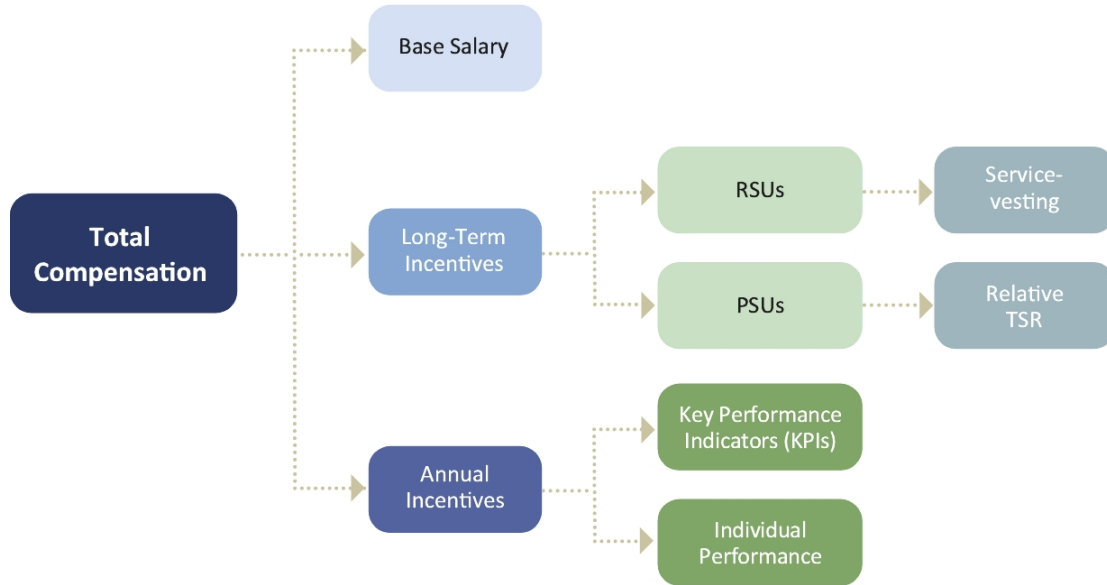 Base Salary
Total
Compensation
Long-Term
Incentives
RSUs
Service-
vesting
PSUs
Relative
TSR
Annual
Incentives
Key Performance
Indicators (KPIs)
Individual
Performance